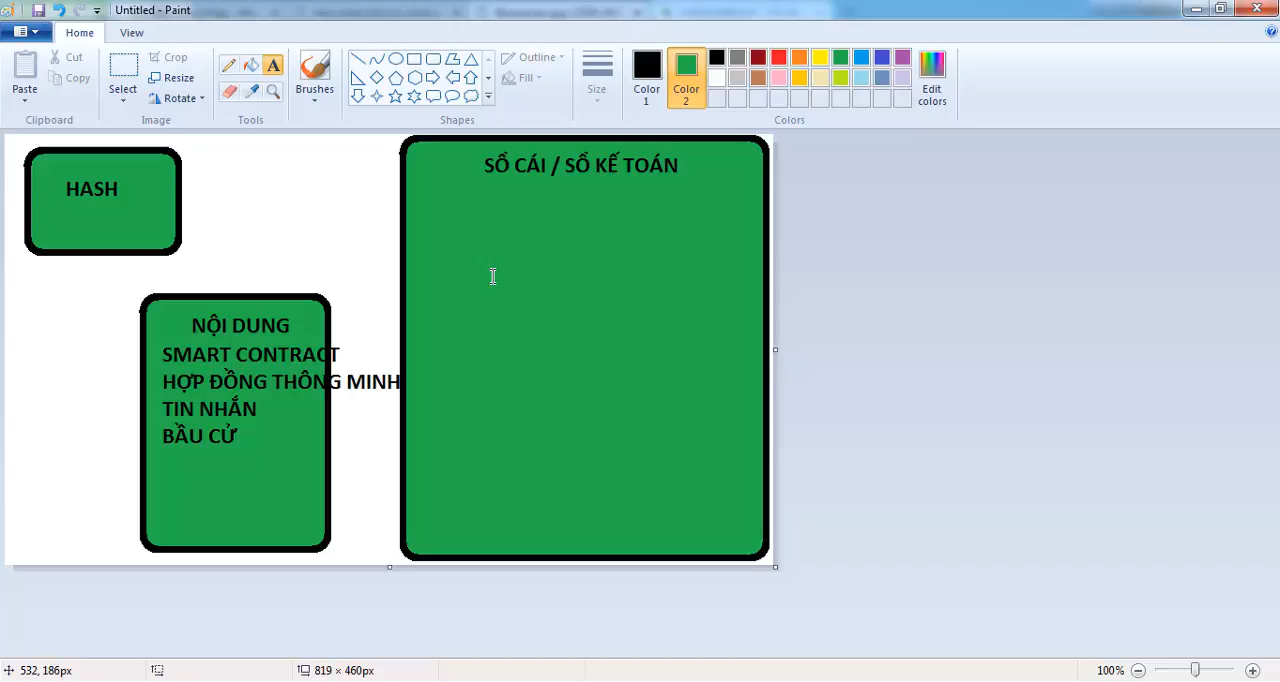 Untitled - Paint
Home View
Cut
Copy
Paste
Clipboard
Crop
Resize
Rotate
Select
Image
A
Tools
Brushes
Outline
Fill
Shapes
Size
Color 1
Color 2
Edit colors
Colors
HASH
NỘI DUNG
SMART CONTRACT
HỢP ĐỒNG THÔNG MINH
TIN NHẮN
BẦU CỬ
SỔ CÁI / SỔ KẾ TOÁN
532, 186px
819 × 460px
100%